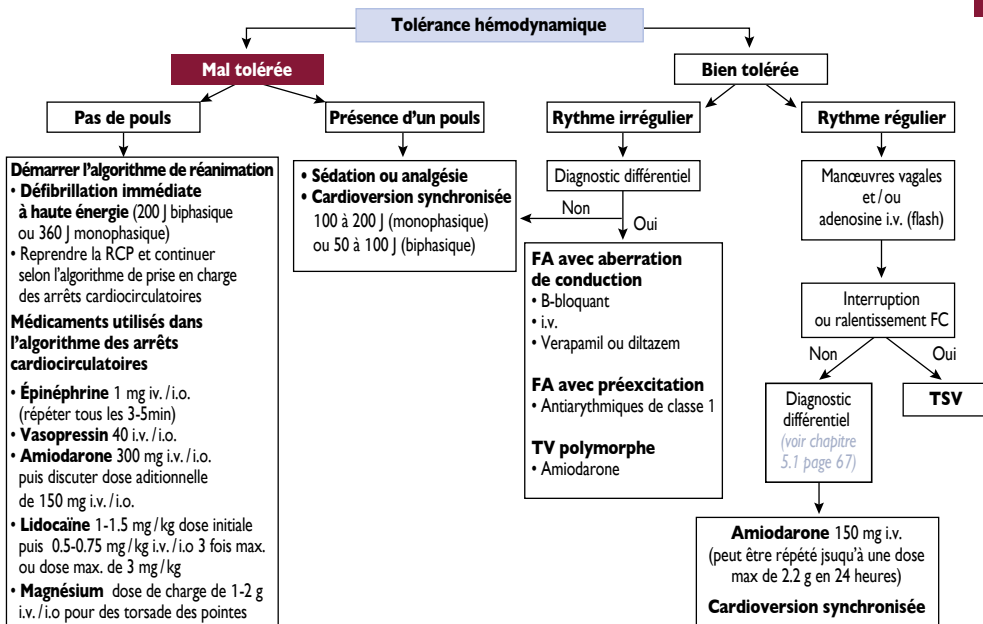 Tolérance hémodynamique
Mal tolérée
Bien tolérée
Pas de pouls
Présence d'un pouls
Rythme irrégulier
Rythme régulier
Démarrer l'algorithme de réanimation
• Défibrillation immédiate
à haute énergie (200 J biphasique
ou 360 J monophasique)
• Reprendre la RCP et continuer
selon l'algorithme de prise en charge
des arrêts cardiocirculatoires
Médicaments utilisés dans
l'algorithme des arrêts
cardiocirculatoires
• Épinéphrine 1 mg iv. / i.o.
(répéter tous les 3-5min)
• Vasopressin 40 i.v. / i.o.
• Amiodarone 300 mg i.v. / i.o.
puis discuter dose aditionnelle
de 150 mg i.v. / i.o.
• Lidocaïne 1-1.5 mg / kg dose initiale
puis 0.5-0.75 mg / kg i.v. / i.o 3 fois max.
ou dose max. de 3 mg / kg
• Magnésium dose de charge de 1-2 g
i.v. / i.o pour des torsade des pointes
• Sédation ou analgésie
• Cardioversion synchronisée
100 à 200 J (monophasique)
ou 50 à 100 J (biphasique)
Diagnostic différentiel
Non
Oui
FA avec aberration
de conduction
• B-bloquant
• i.v.
• Verapamil ou diltazem
FA avec préexcitation
• Antiarythmiques de classe 1
TV polymorphe
• Amiodarone
Manœuvres vagales
et / ou
adenosine i.v. (flash)
Interruption
ou ralentissement FC
Non
Oui
Diagnostic
différentiel
(voir chapitre
5.1 page 67)
TSV
Amiodarone 150 mg i.v.
(peut être répété jsuqu'à une dose
max de 2.2 g en 24 heures)
Cardioversion synchronisée